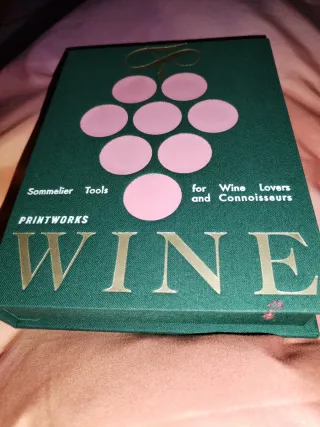 Sommelier Tools for Wine Lovers
and Connoisseurs
PRINTWORKS
WINE